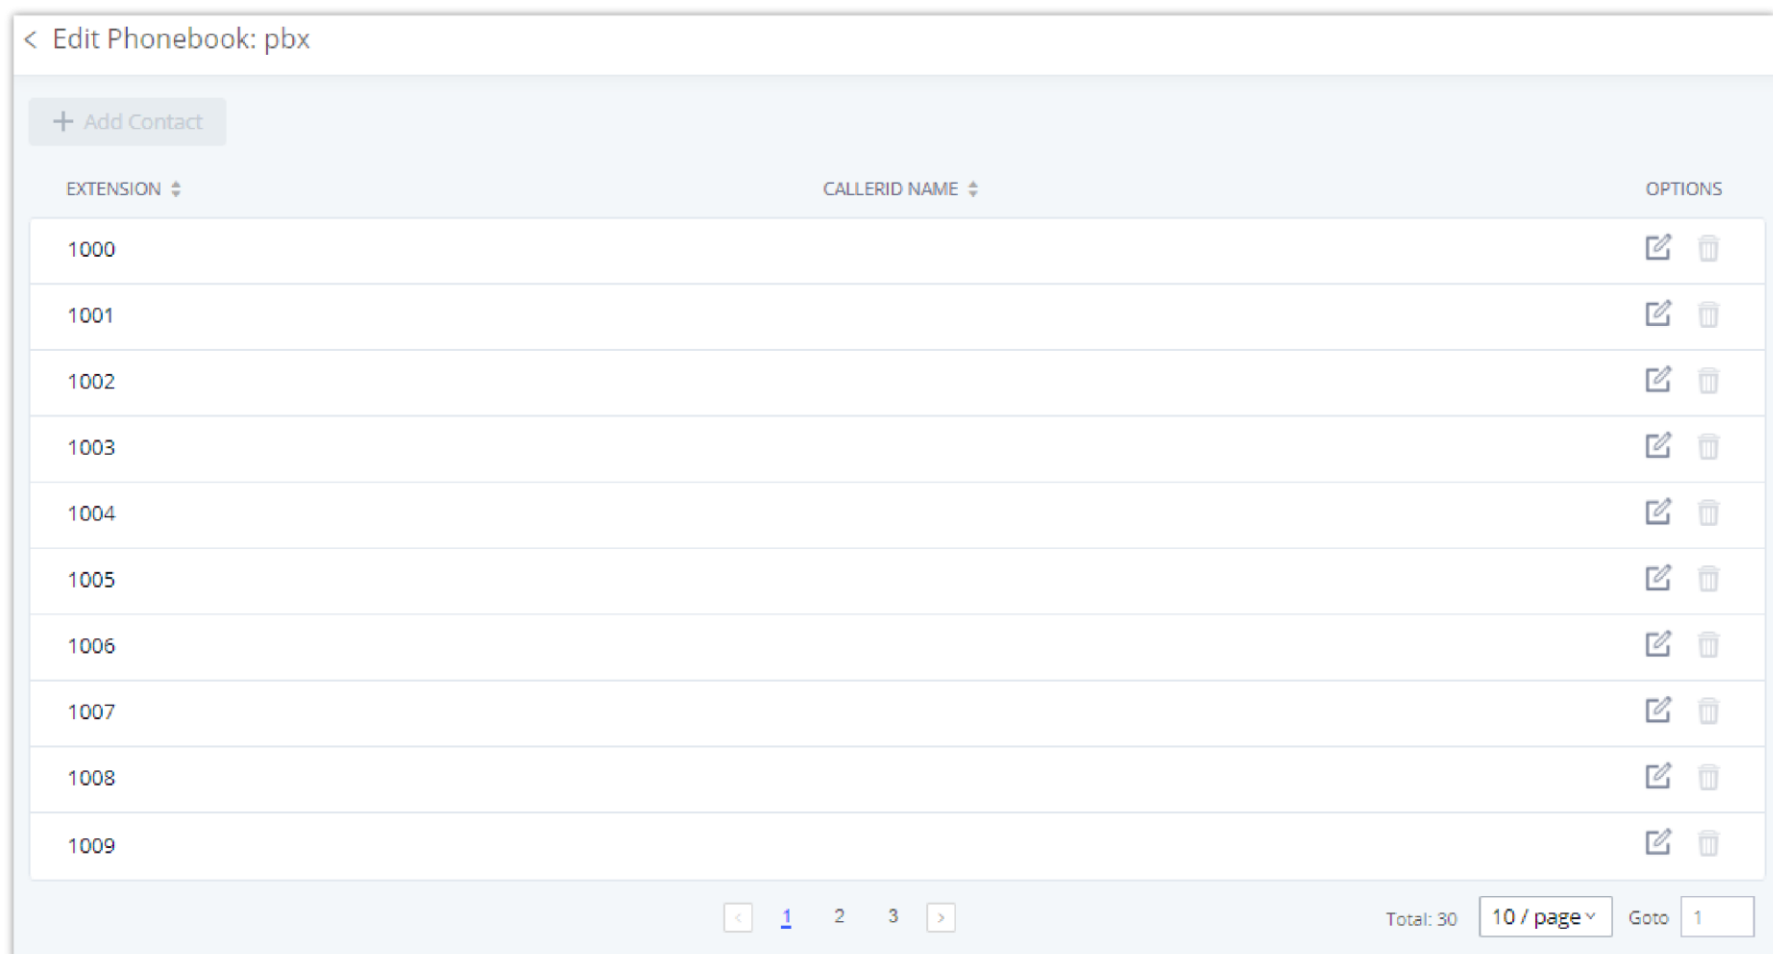 < Edit Phonebook: pbx
+ Add Contact
EXTENSION CALLERID NAME OPTIONS
1000
1001
1002
1003
1004
1005
1006
1007
1008
1009
< 1 2 3 > Total: 30 10 / page Goto 1